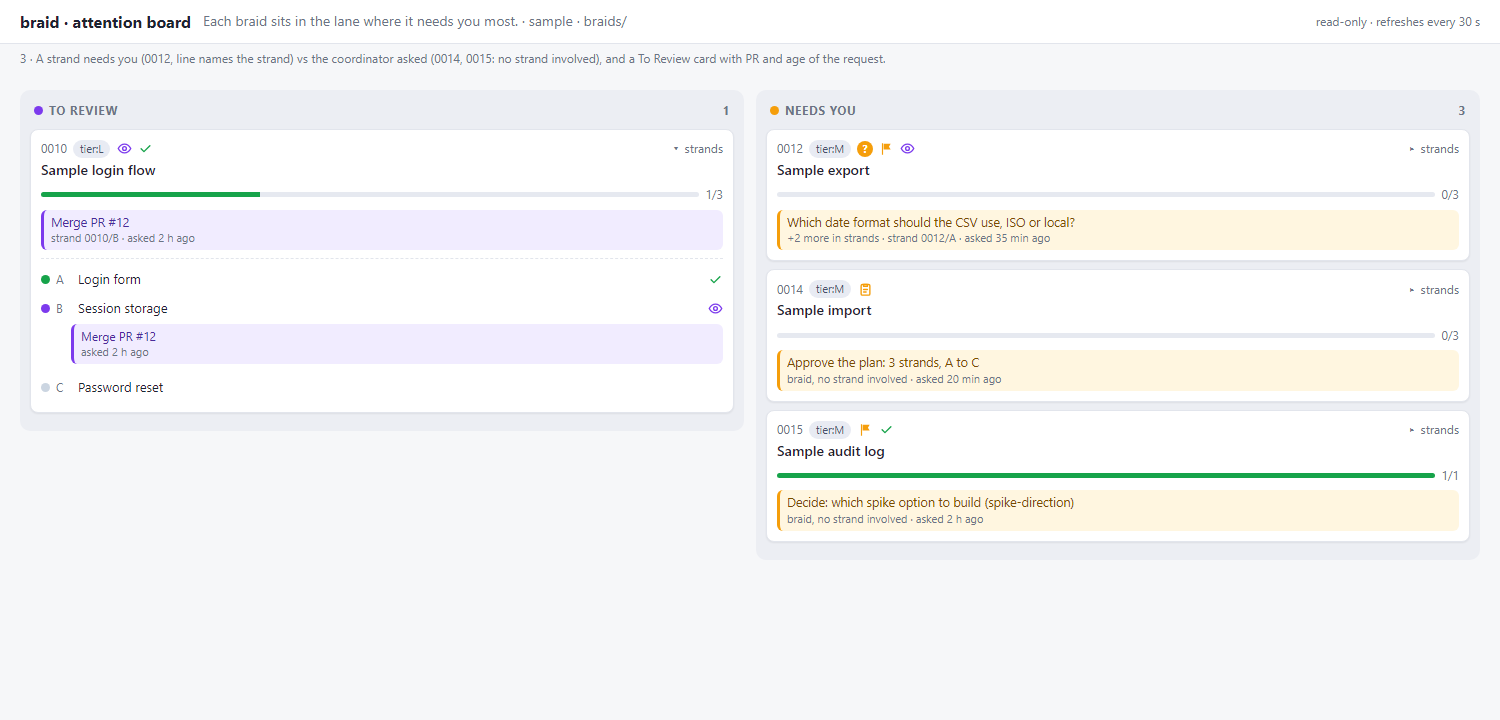 braid · attention board Each braid sits in the lane where it needs you most. · sample · braids/ read-only · refreshes every 30 s
3 · A strand needs you (0012, line names the strand) vs the coordinator asked (0014, 0015: no strand involved), and a To Review card with PR and age of the request.
TO REVIEW 1
0010 tier:L ▾ strands
Sample login flow
1/3
Merge PR #12
strand 0010/B · asked 2 h ago
A Login form
B Session storage
Merge PR #12
asked 2 h ago
C Password reset
NEEDS YOU 3
0012 tier:M ? ▸ strands
Sample export
0/3
Which date format should the CSV use, ISO or local?
+2 more in strands · strand 0012/A · asked 35 min ago
0014 tier:M ▸ strands
Sample import
0/3
Approve the plan: 3 strands, A to C
braid, no strand involved · asked 20 min ago
0015 tier:M ▸ strands
Sample audit log
1/1
Decide: which spike option to build (spike-direction)
braid, no strand involved · asked 2 h ago